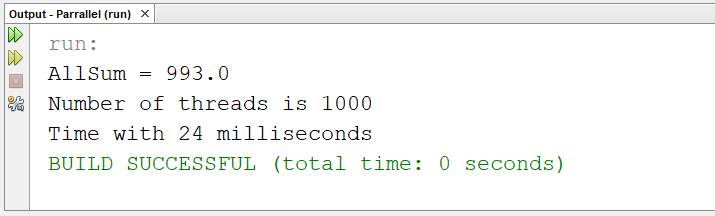 Output - Parrallel (run) ×
run:
AllSum = 993.0
Number of threads is 1000
Time with 24 milliseconds
BUILD SUCCESSFUL (total time: 0 seconds)